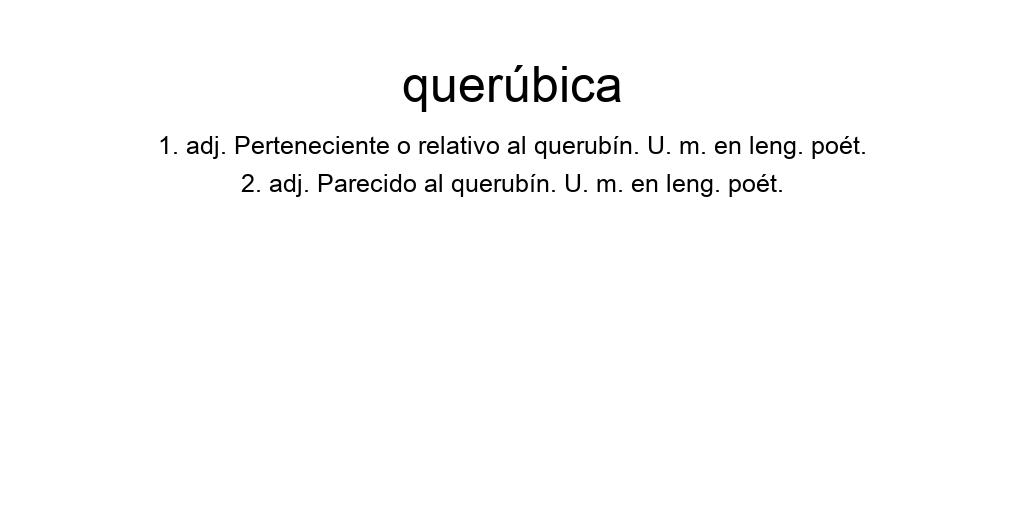 querúbica
1. adj. Perteneciente o relativo al querubín. U. m. en leng. poét.
2. adj. Parecido al querubín. U. m. en leng. poét.